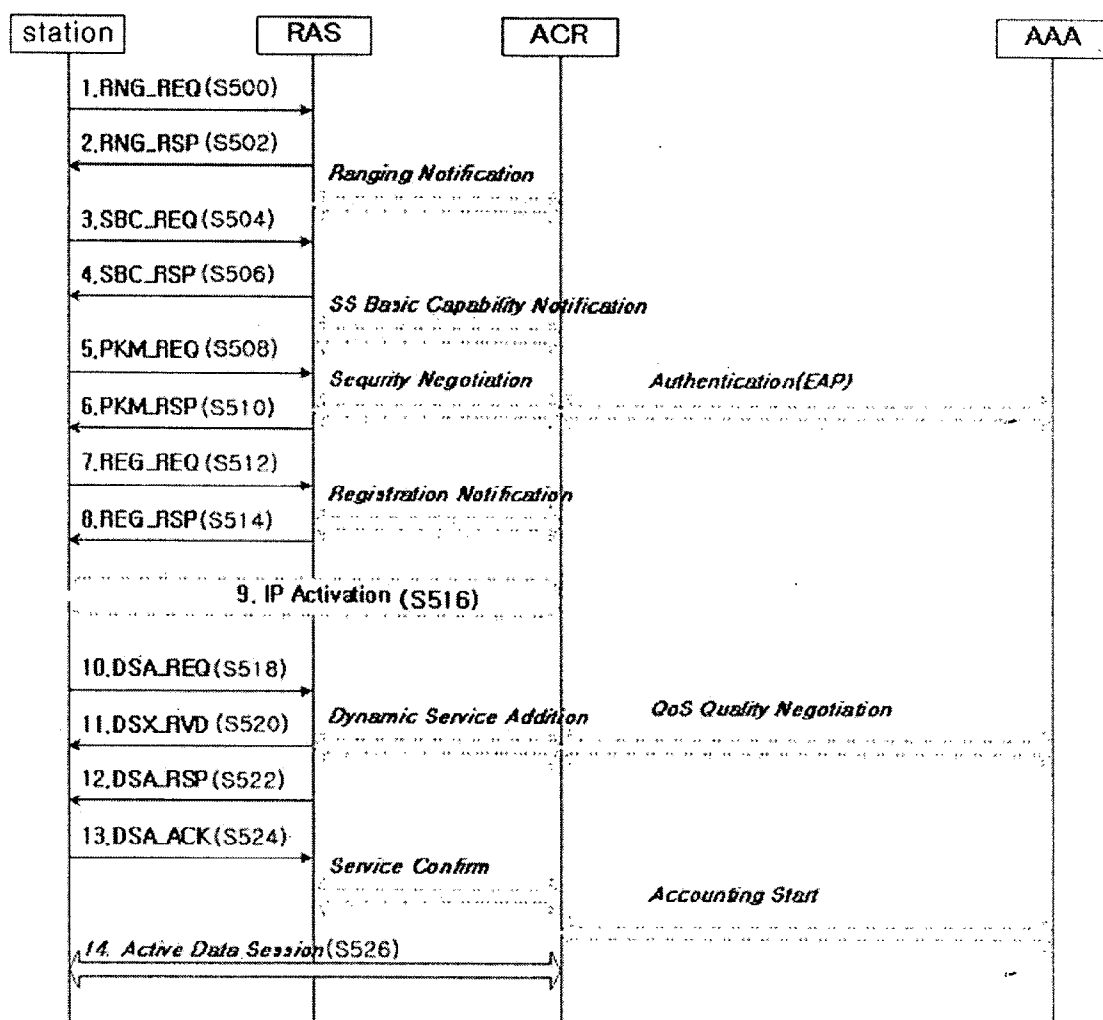 station RAS ACR AAA
1.RNG_REQ(S500)
2.RNG_RSP(S502)
Ranging Notification
3.SBC_REQ(S504)
4.SBC_RSP(S506)
SS Basic Capability Notification
5.PKM_REQ(S508)
Sequrity Negotiation Authentication(EAP)
6.PKM_RSP(S510)
7.REG_REQ(S512)
Registration Notification
8.REG_RSP(S514)
9. IP Activation (S516)
10.DSA_REQ(S518)
Dynamic Service Addition QoS Quality Negotiation
11.DSX_RVD(S520)
12.DSA_RSP(S522)
13.DSA_ACK(S524)
Service Confirm
Accounting Start
14. Active Data Session(S526)